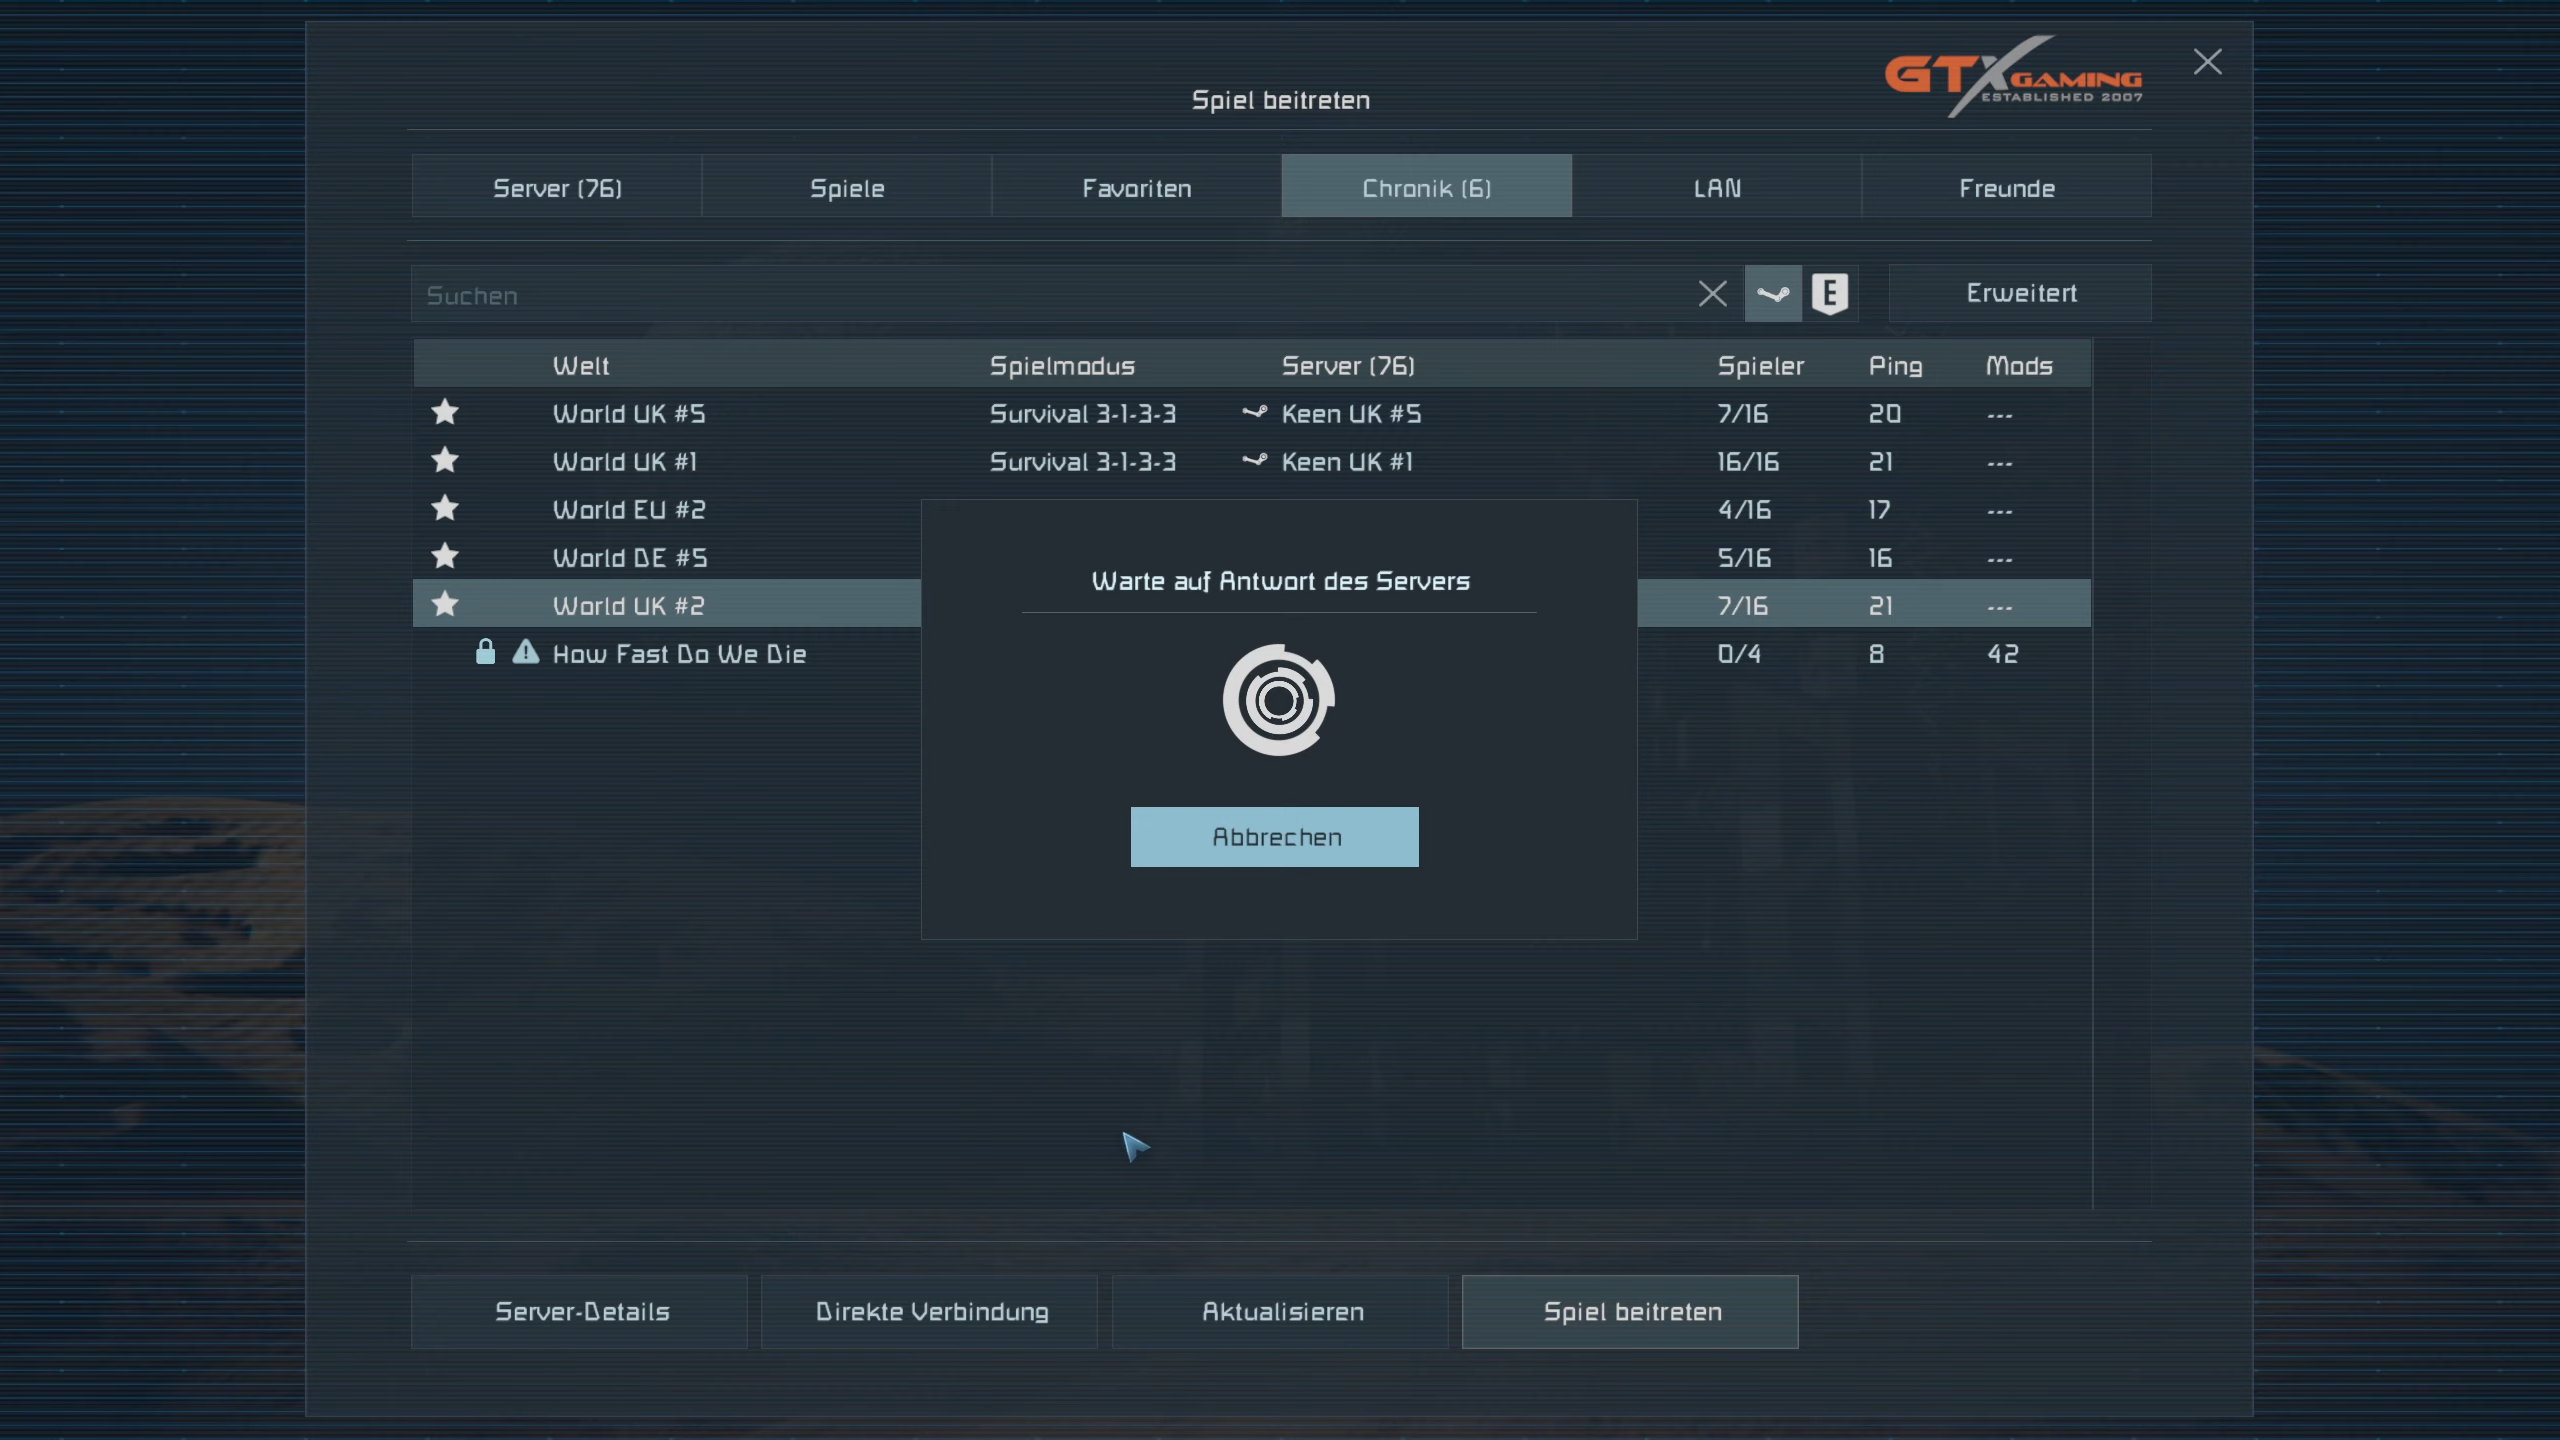 GTX GAMING
ESTABLISHED 2007
Spiel beitreten
Server (76) Spiele Favoriten Chronik (6) LAN Freunde
Suchen E Erweitert
Welt Spielmodus Server (76) Spieler Ping Mods
World UK #5 Survival 3-1-3-3 Keen UK #5 7/16 20 ---
World UK #1 Survival 3-1-3-3 Keen UK #1 16/16 21 ---
World EU #2 4/16 17 ---
World DE #5 5/16 16 ---
World UK #2 7/16 21 ---
How Fast Do We Die 0/4 8 42
Warte auf Antwort des Servers
Abbrechen
Server-Details Direkte Verbindung Aktualisieren Spiel beitreten